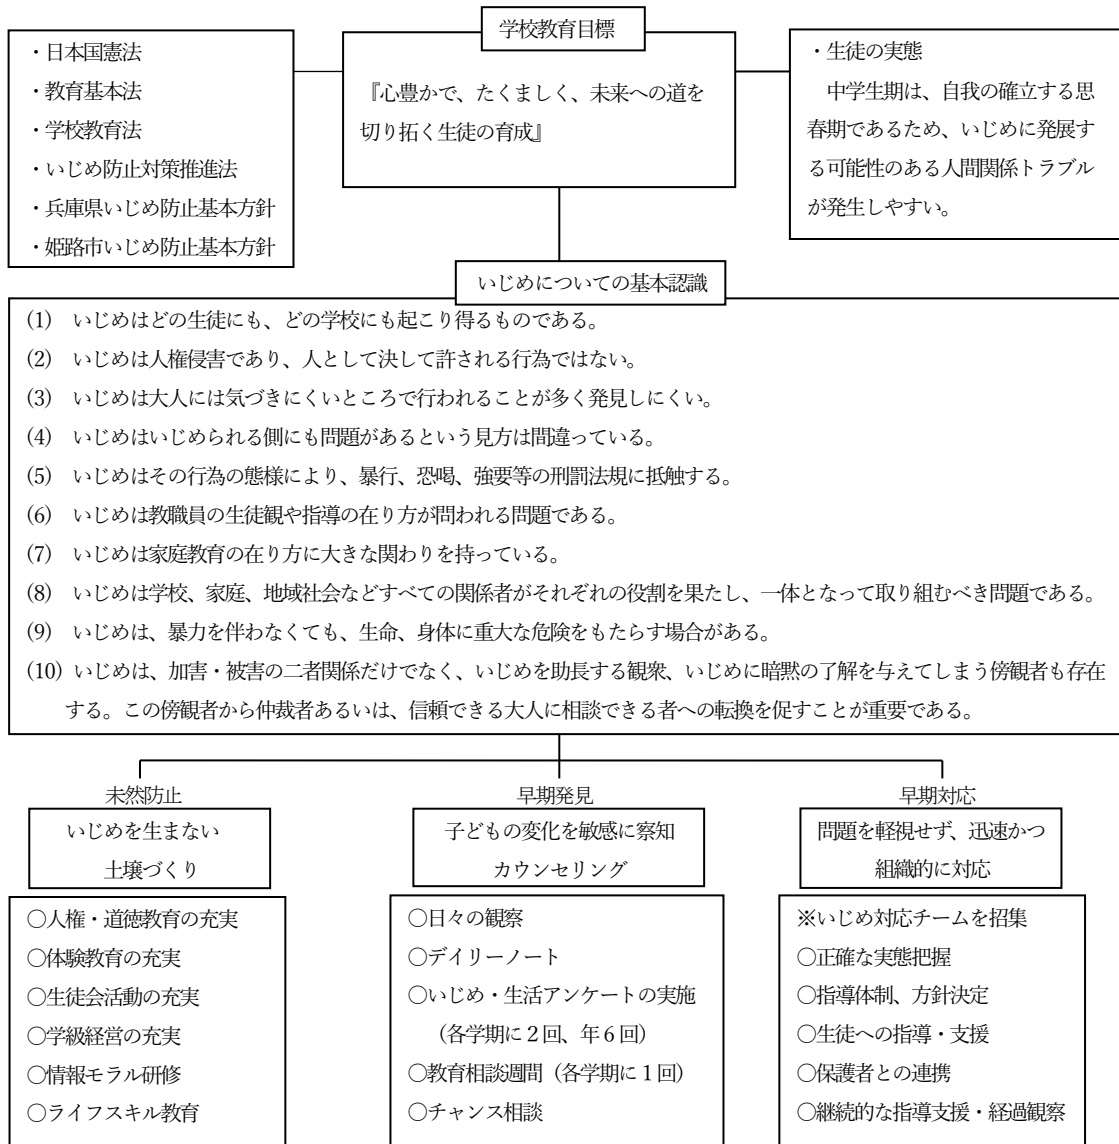 学校教育目標
・日本国憲法
・教育基本法
・学校教育法
・いじめ防止対策推進法
・兵庫県いじめ防止基本方針
・姫路市いじめ防止基本方針
『心豊かで、たくましく、未来への道を
切り拓く生徒の育成』
・生徒の実態
中学生期は、自我の確立する思
春期であるため、いじめに発展す
る可能性のある人間関係トラブル
が発生しやすい。
いじめについての基本認識
(1) いじめはどの生徒にも、どの学校にも起こり得るものである。
(2) いじめは人権侵害であり、人として決して許される行為ではない。
(3) いじめは大人には気づきにくいところで行われることが多く発見しにくい。
(4) いじめはいじめられる側にも問題があるという見方は間違っている。
(5) いじめはその行為の態様により、暴行、恐喝、強要等の刑罰法規に抵触する。
(6) いじめは教職員の生徒観や指導の在り方が問われる問題である。
(7) いじめは家庭教育の在り方に大きな関わりを持っている。
(8) いじめは学校、家庭、地域社会などすべての関係者がそれぞれの役割を果たし、一体となって取り組むべき問題である。
(9) いじめは、暴力を伴わなくても、生命、身体に重大な危険をもたらす場合がある。
(10) いじめは、加害・被害の二者関係だけでなく、いじめを助長する観衆、いじめに暗黙の了解を与えてしまう傍観者も存在
する。この傍観者から仲裁者あるいは、信頼できる大人に相談できる者への転換を促すことが重要である。
未然防止
いじめを生まない
土壌づくり
○人権・道徳教育の充実
○体験教育の充実
○生徒会活動の充実
○学級経営の充実
○情報モラル研修
○ライフスキル教育
早期発見
子どもの変化を敏感に察知
カウンセリング
○日々の観察
○デイリーノート
○いじめ・生活アンケートの実施
（各学期に２回、年６回）
○教育相談週間（各学期に１回）
○チャンス相談
早期対応
問題を軽視せず、迅速かつ
組織的に対応
※いじめ対応チームを招集
○正確な実態把握
○指導体制、方針決定
○生徒への指導・支援
○保護者との連携
○継続的な指導支援・経過観察